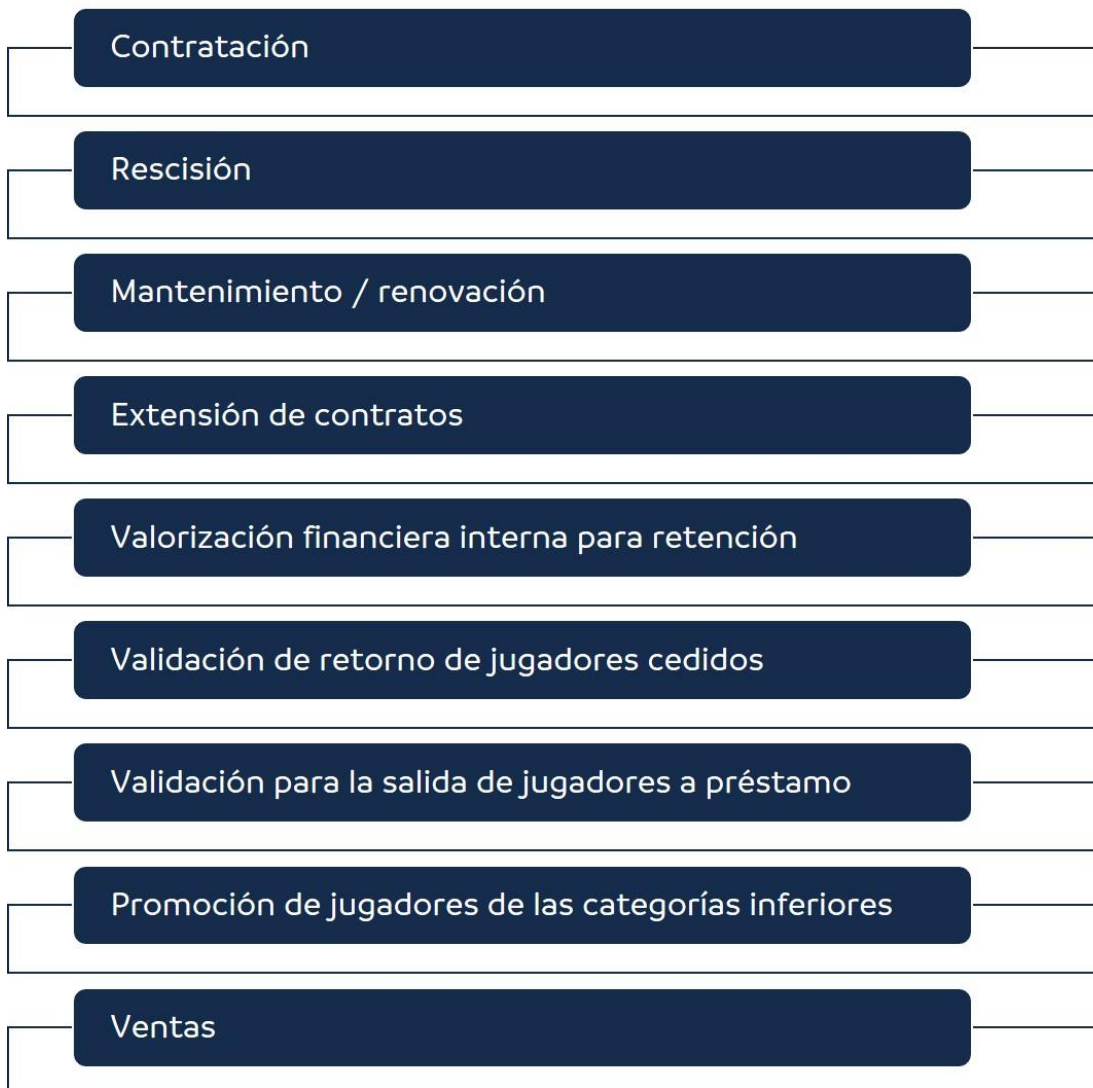 Contratación
Rescisión
Mantenimiento / renovación
Extensión de contratos
Valorización financiera interna para retención
Validación de retorno de jugadores cedidos
Validación para la salida de jugadores a préstamo
Promoción de jugadores de las categorías inferiores
Ventas